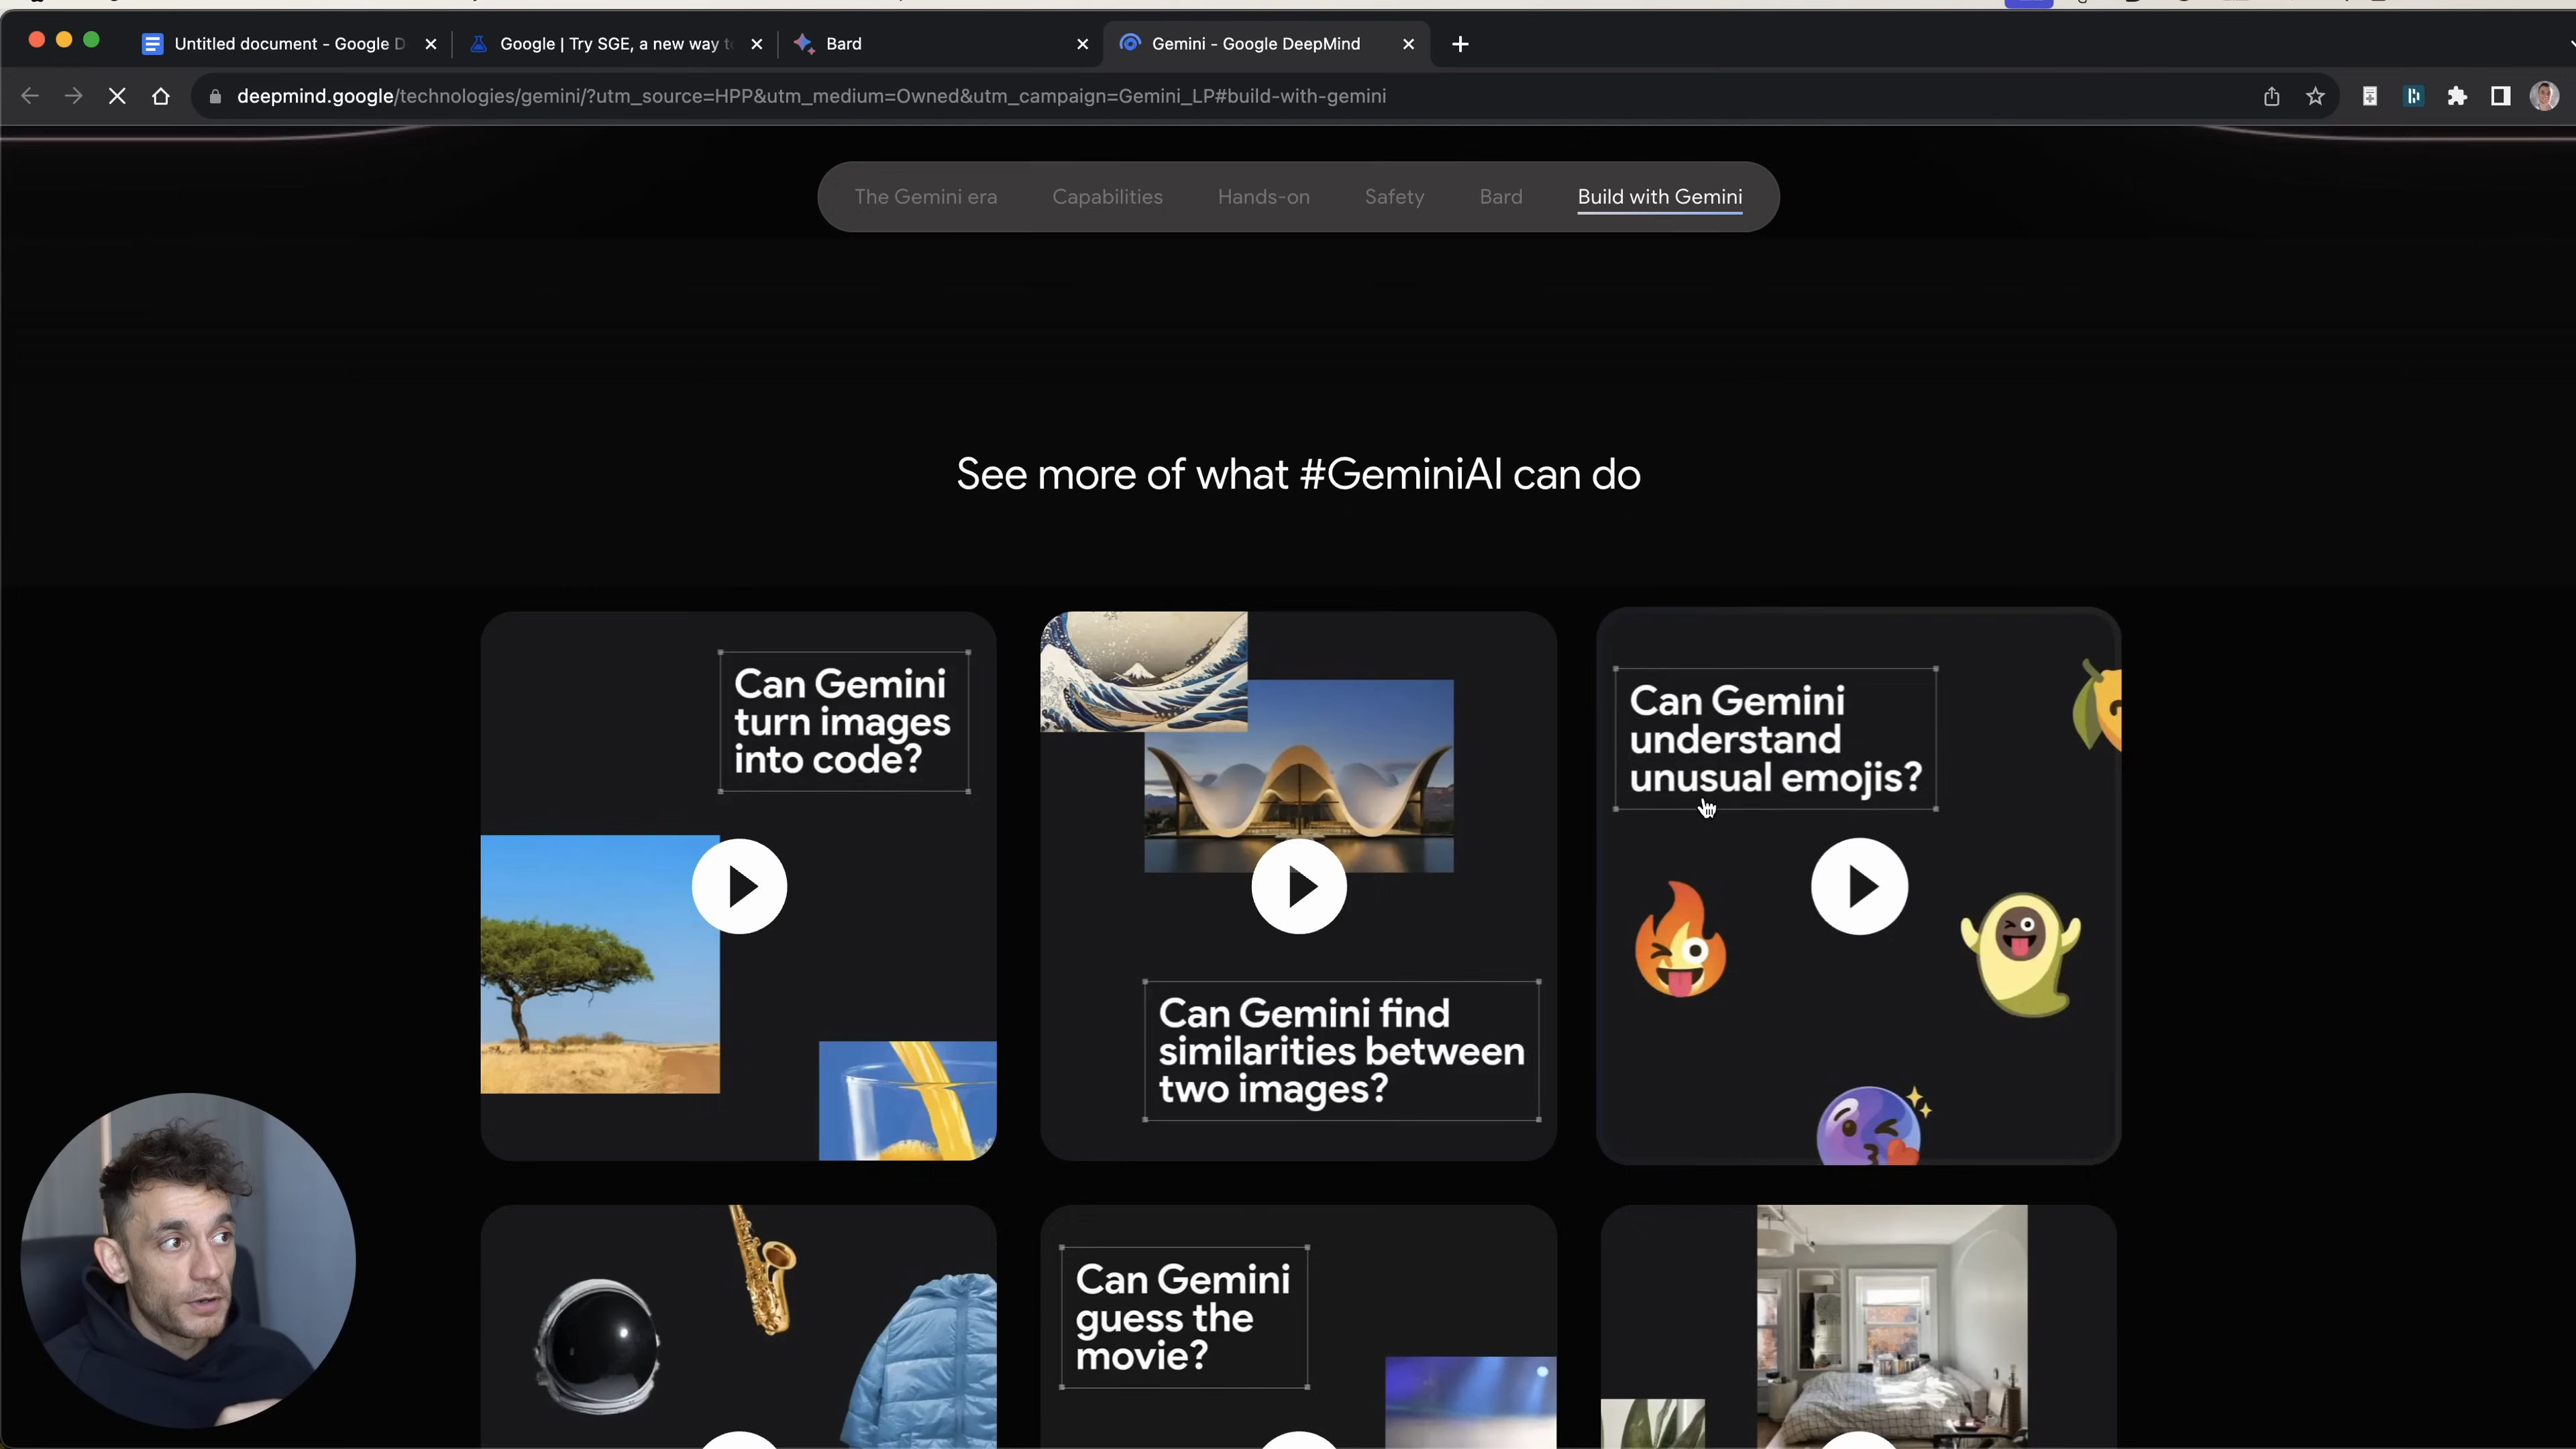 Untitled document - Google D
Google | Try SGE, a new way to
Bard
Gemini - Google DeepMind
deepmind.google/technologies/gemini/?utm_source=HPP&utm_medium=Owned&utm_campaign=Gemini_LP#build-with-gemini
The Gemini era
Capabilities
Hands-on
Safety
Bard
Build with Gemini
See more of what #GeminiAI can do
Can Gemini
turn images
into code?
Can Gemini find
similarities between
two images?
Can Gemini
understand
unusual emojis?
Can Gemini
guess the
movie?